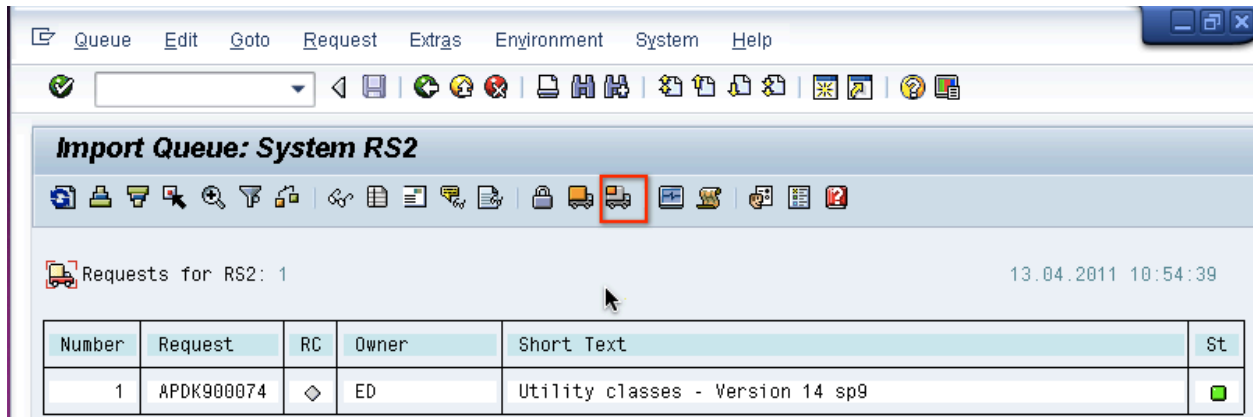 Queue Edit Goto Request Extras Environment System Help
Import Queue: System RS2
Requests for RS2: 1 13.04.2011 10:54:39
Number Request RC Owner Short Text St
1 APDK900074 ED Utility classes - Version 14 sp9